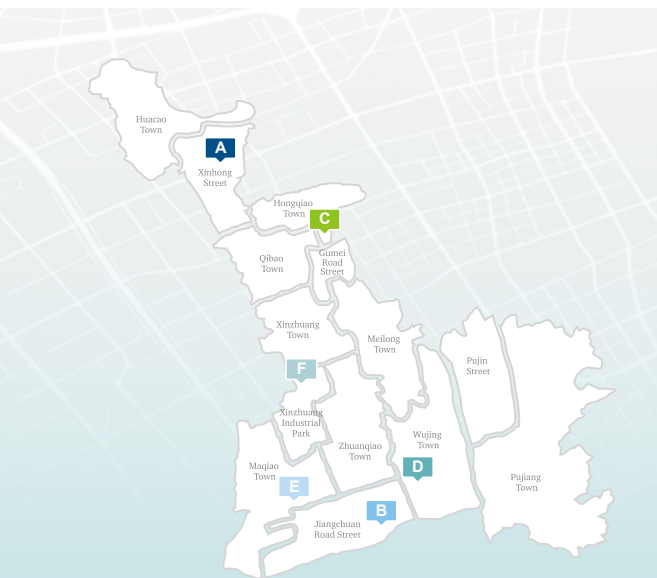 Huacao
Town
A
Xinhong
Street
Hongqiao
Town
C
Qibao
Town
Gumei
Road
Street
Xinzhuang
Town
Meilong
Town
Pujin
Street
F
Xinzhuang
Industrial
Park
Zhuanqiao
Town
Wujing
Town
D
Maqiao
Town
E
Pujiang
Town
B
Jiangchuan
Road Street